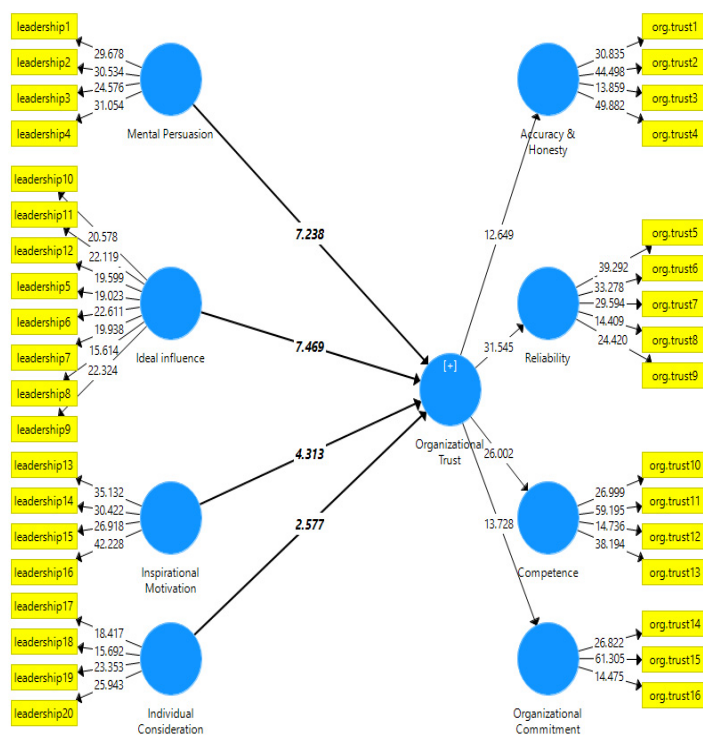 leadership1
29.678
leadership2
30.534
24.576
leadership3
31.054
leadership4
Mental Persuasion
leadership10
leadership11
20.578
22.119
leadership12
19.599
leadership5
19.023
leadership6
22.611
19.938
leadership7
15.614
22.324
leadership8
leadership9
Ideal influence
leadership13
35.132
leadership14
30.422
leadership15
26.918
42.228
leadership16
Inspirational
Motivation
leadership17
18.417
leadership18
15.692
23.353
leadership19
25.943
leadership20
Individual
Consideration
7.238
7.469
4.313
2.577
[+]
Organizational
Trust
12.649
31.545
26.002
13.728
Accuracy &
Honesty
30.835
org.trust1
44.498
org.trust2
13.859
org.trust3
49.882
org.trust4
Reliability
org.trust5
39.292
org.trust6
33.278
29.594
org.trust7
14.409
org.trust8
24.420
org.trust9
Competence
org.trust10
26.999
org.trust11
59.195
14.736
org.trust12
38.194
org.trust13
Organizational
Commitment
org.trust14
26.822
61.305
org.trust15
14.475
org.trust16